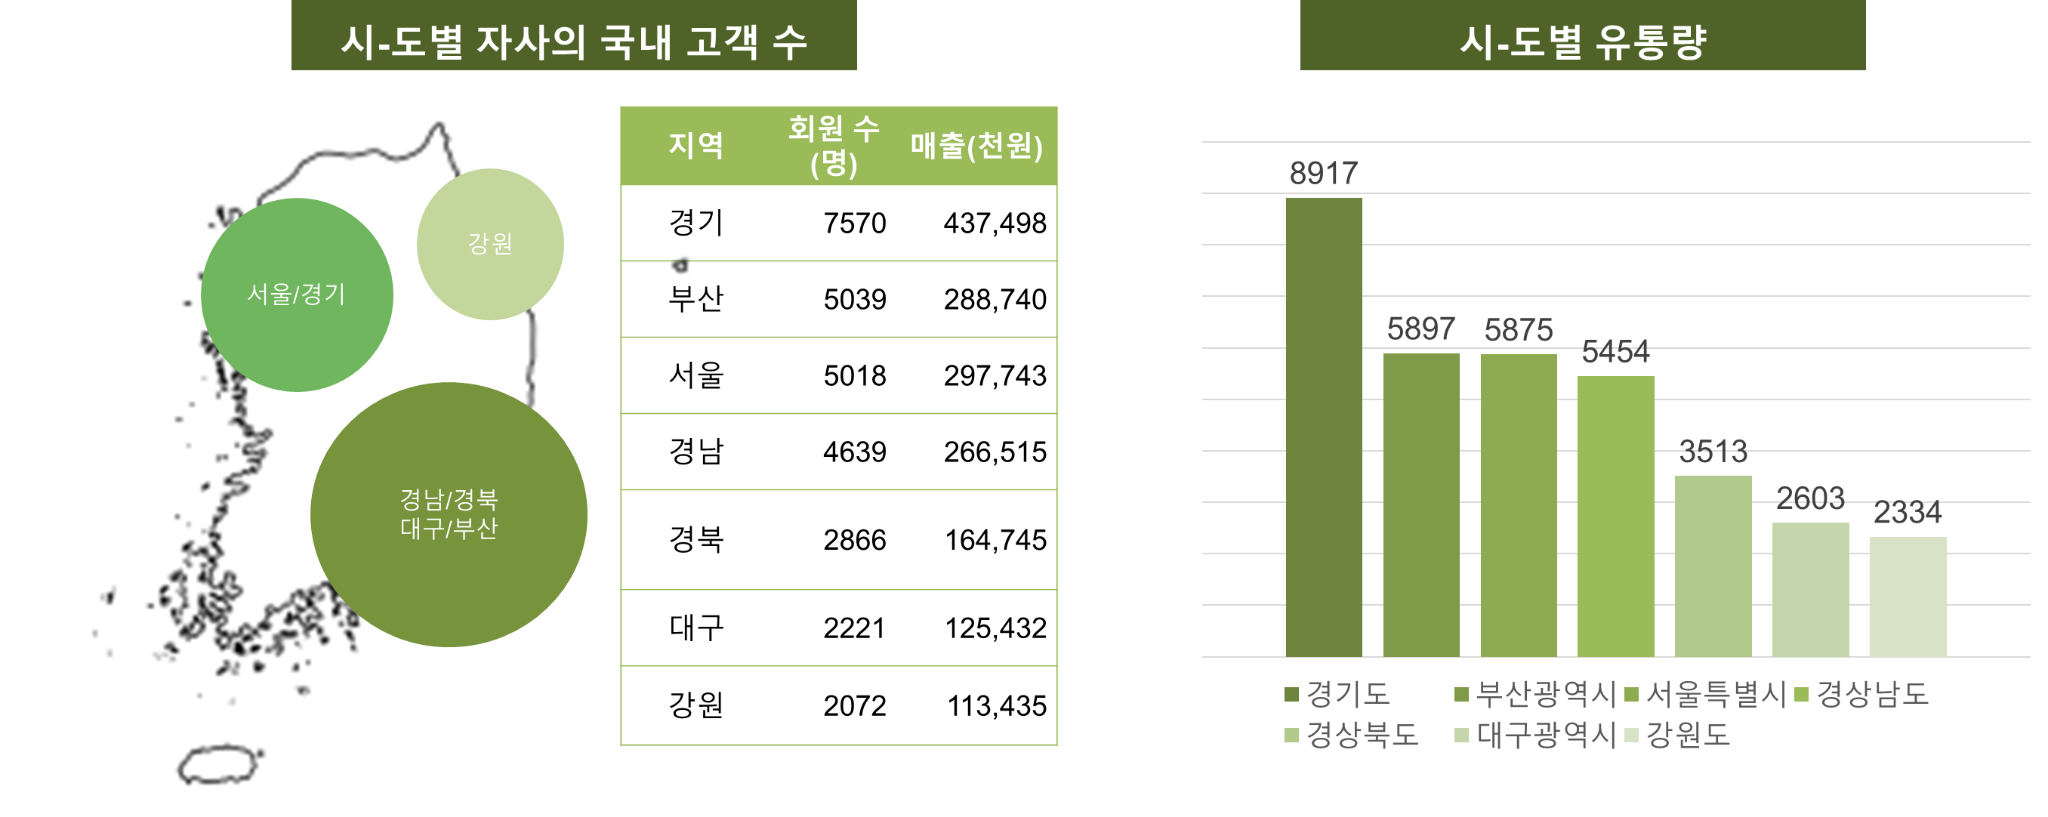 시-도별 자사의 국내 고객 수
서울/경기
강원
경남/경북
대구/부산
지역 회원 수 (명) 매출(천원)
경기 7570 437,498
부산 5039 288,740
서울 5018 297,743
경남 4639 266,515
경북 2866 164,745
대구 2221 125,432
강원 2072 113,435
시-도별 유통량
8917
5897
5875
5454
3513
2603
2334
경기도 부산광역시 서울특별시 경상남도
경상북도 대구광역시 강원도